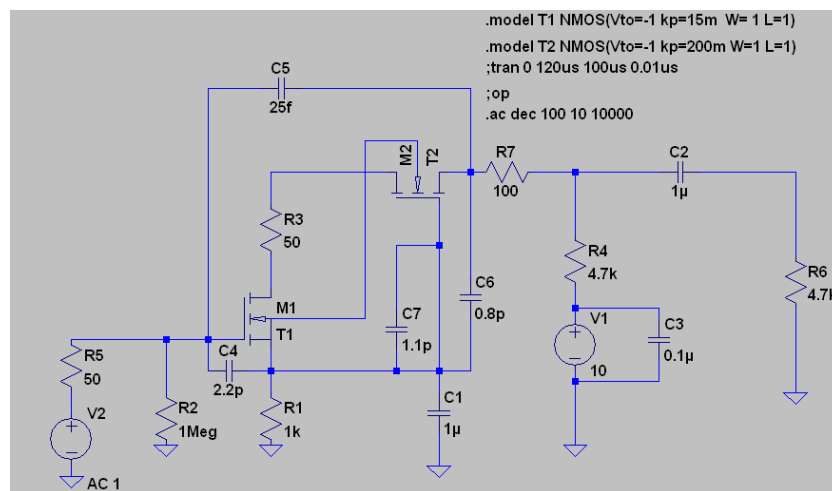 .model T1 NMOS(Vto=-1 kp=15m W= 1 L=1)
.model T2 NMOS(Vto=-1 kp=200m W=1 L=1)
;tran 0 120us 100us 0.01us
;op
.ac dec 100 10 10000
C5
25f
M2
T2
R7
100
C2
1µ
R3
50
R4
4.7k
R6
4.7k
M1
T1
C7
1.1p
C6
0.8p
V1
10
C3
0.1µ
R5
50
C4
2.2p
R2
1Meg
R1
1k
C1
1µ
V2
AC 1